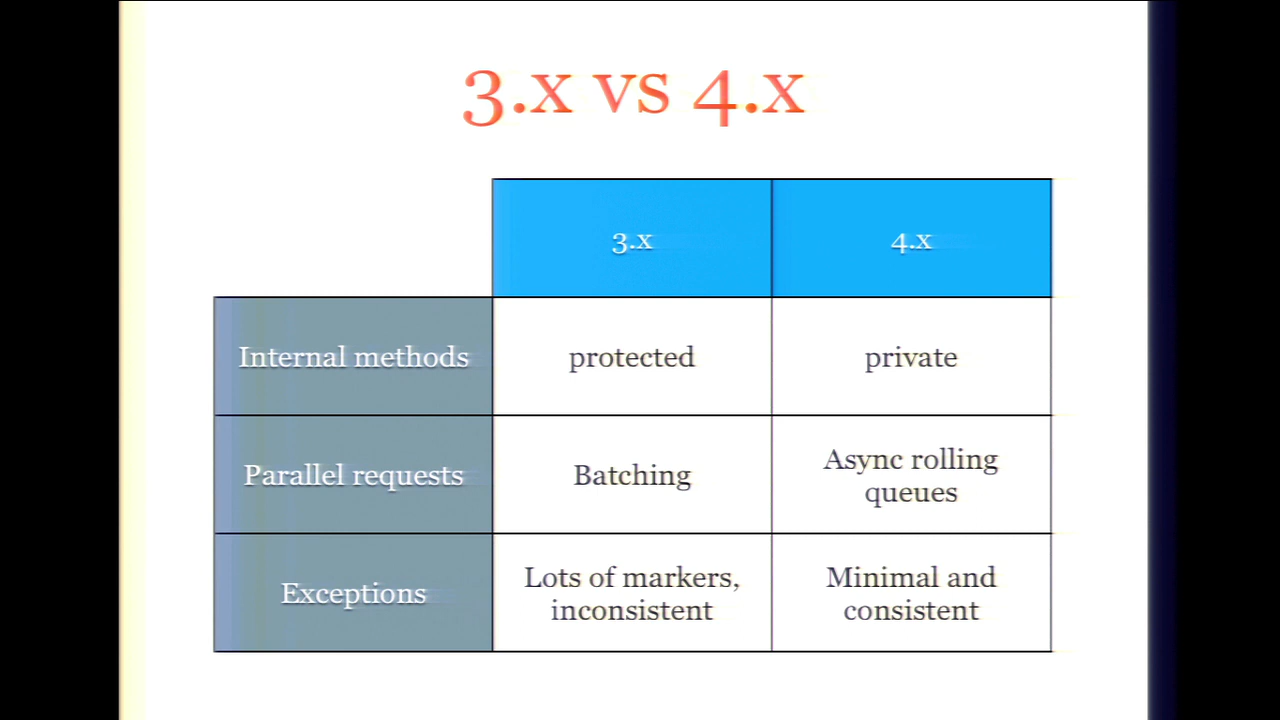 3.x vs 4.x
3.x
4.x
Internal methods
protected
private
Parallel requests
Batching
Async rolling
queues
Exceptions
Lots of markers,
inconsistent
Minimal and
consistent